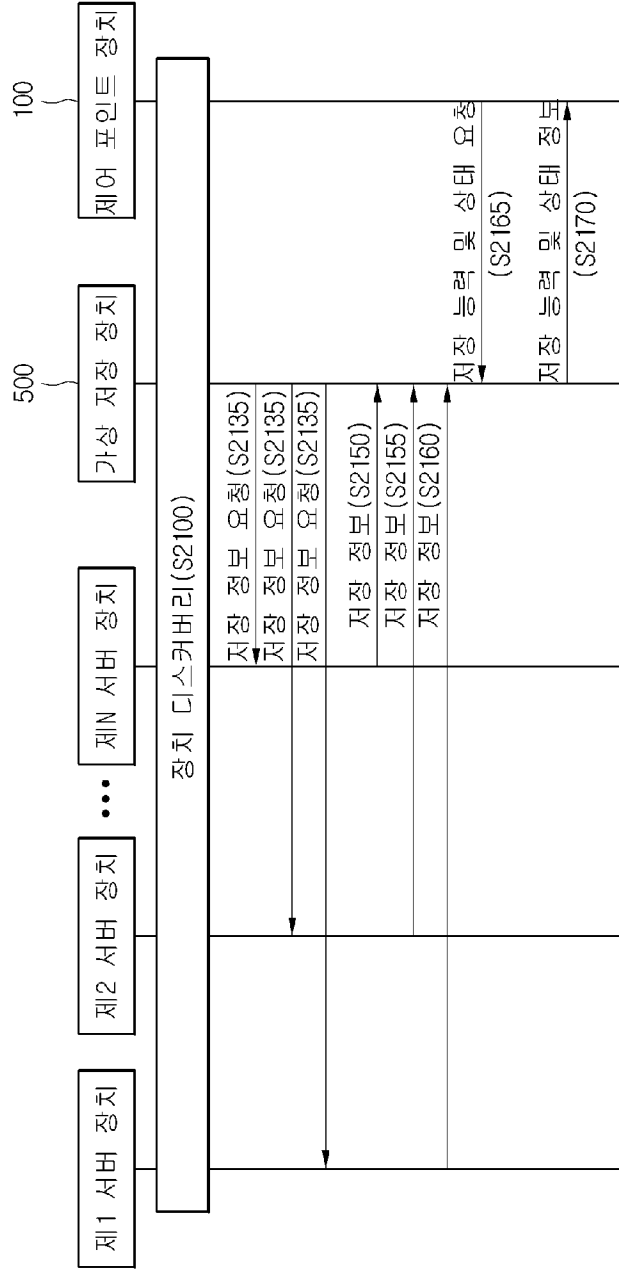 100
500
제1 서버 장치
제2 서버 장치
•••
제N 서버 장치
가상 저장 장치
제어 포인트 장치
장치 디스커버리(S2100)
저장 정보 요청(S2135)
저장 정보 요청(S2135)
저장 정보 요청(S2135)
저장 정보(S2150)
저장 정보(S2155)
저장 정보(S2160)
저장 능력 및 상태 요청
(S2165)
저장 능력 및 상태 정보
(S2170)